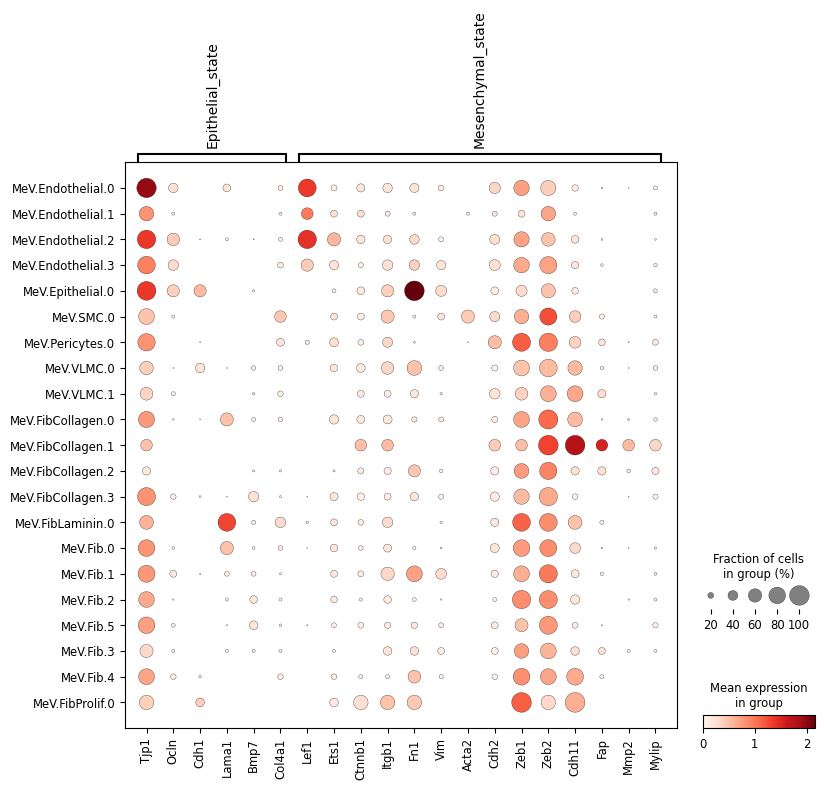 Epithelial_state
Mesenchymal_state
MeV.Endothelial.0
MeV.Endothelial.1
MeV.Endothelial.2
MeV.Endothelial.3
MeV.Epithelial.0
MeV.SMC.0
MeV.Pericytes.0
MeV.VLMC.0
MeV.VLMC.1
MeV.FibCollagen.0
MeV.FibCollagen.1
MeV.FibCollagen.2
MeV.FibCollagen.3
MeV.FibLaminin.0
MeV.Fib.0
MeV.Fib.1
MeV.Fib.2
MeV.Fib.5
MeV.Fib.3
MeV.Fib.4
MeV.FibProlif.0
Tjp1
Ocln
Cdh1
Lama1
Bmp7
Col4a1
Lef1
Ets1
Ctnnb1
Itgb1
Fn1
Vim
Acta2
Cdh2
Zeb1
Zeb2
Cdh11
Fap
Mmp2
Mylip
Fraction of cells
in group (%)
20 40 60 80 100
Mean expression
in group
0 1 2